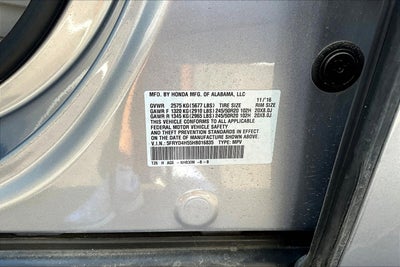 MFG. BY HONDA MFG. OF ALABAMA, LLC 11/'16
GVWR 2575 KG (5677 LBS) TIRE SIZE RIM SIZE
GAWR F 1320 KG (2910 LBS) 245/50R20 102H 20X8.0J
GAWR R 1345 KG (2965 LBS) 245/50R20 102H 20X8.0J
THIS VEHICLE CONFORMS TO ALL APPLICABLE
FEDERAL MOTOR VEHICLE SAFETY
AND THEFT PREVENTION STANDARDS IN EFFECT
ON THE DATE OF MANUFACTURE SHOWN ABOVE.
V.I.N.: 5FRYD4H55HB016835 TYPE: MPV